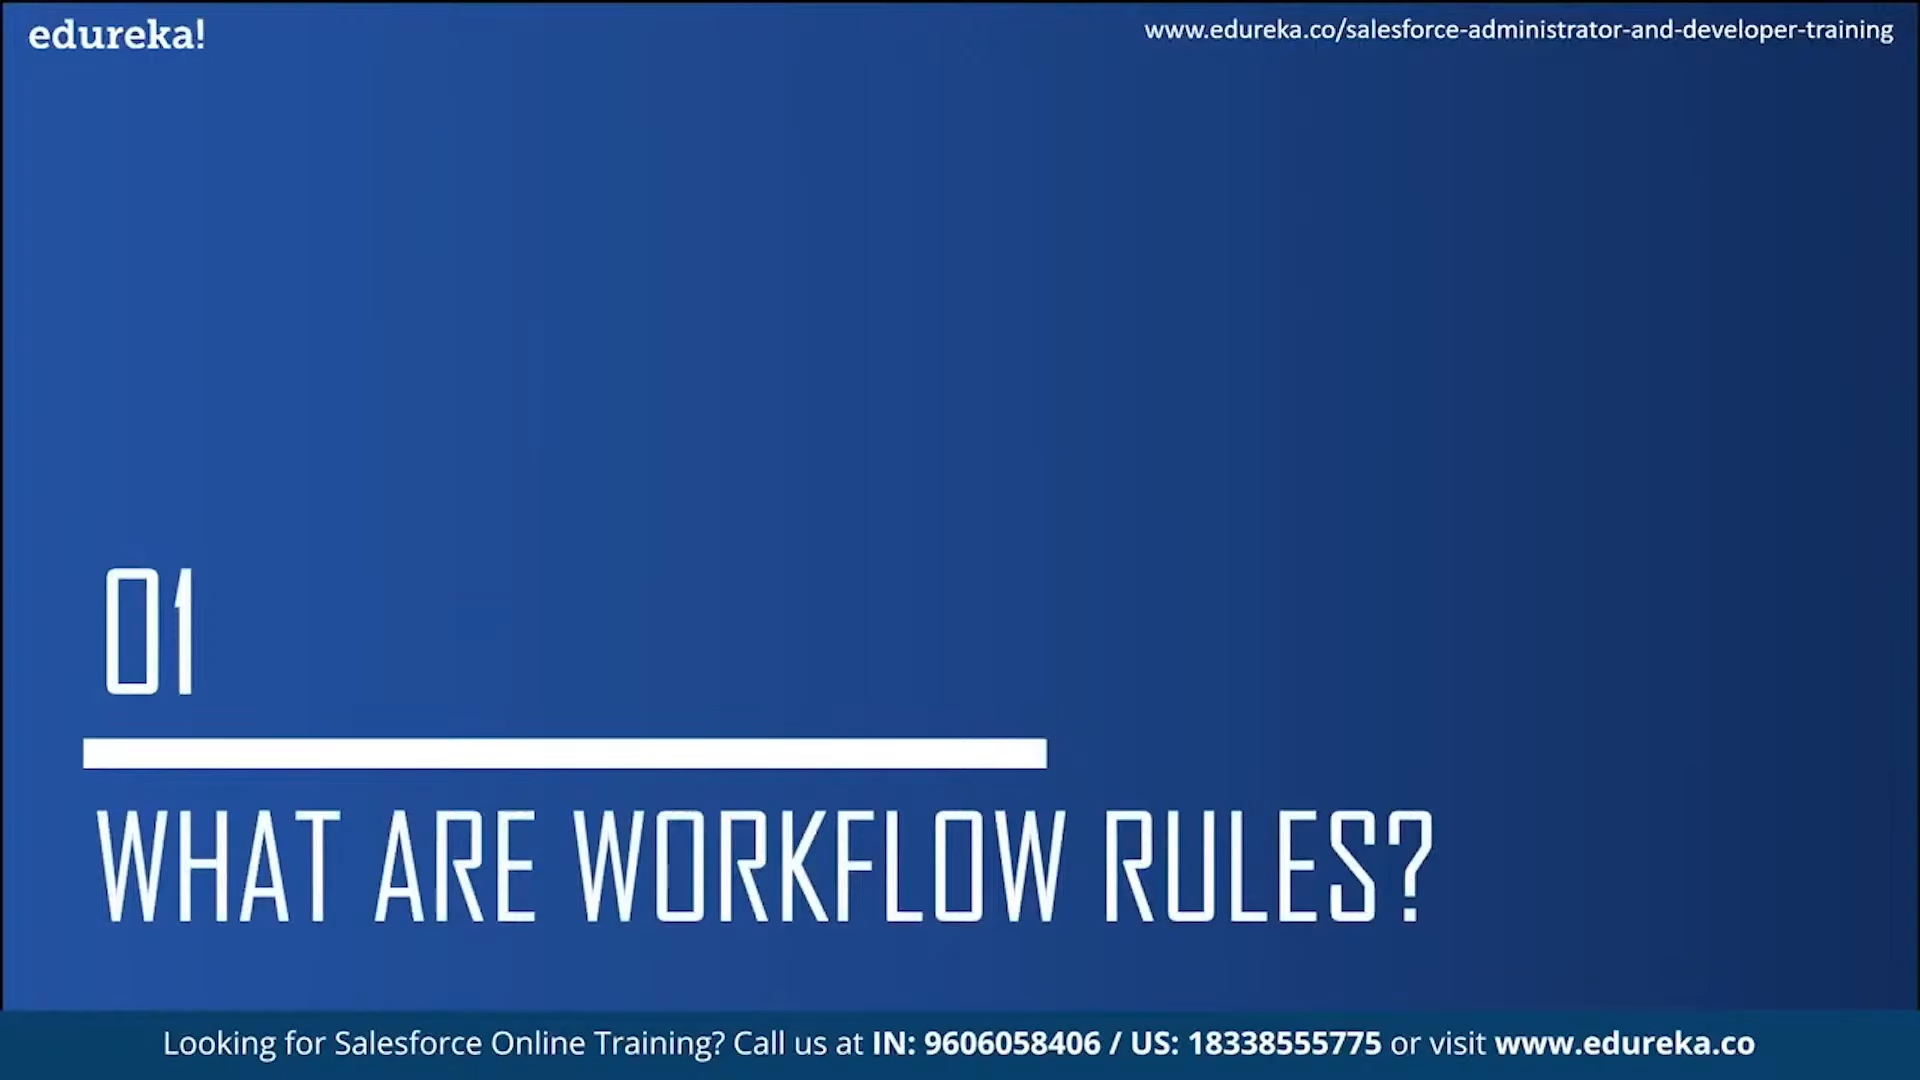 edureka!
www.edureka.co/salesforce-administrator-and-developer-training
01
WHAT ARE WORKFLOW RULES?
Looking for Salesforce Online Training? Call us at IN: 9606058406 / US: 18338555775 or visit www.edureka.co